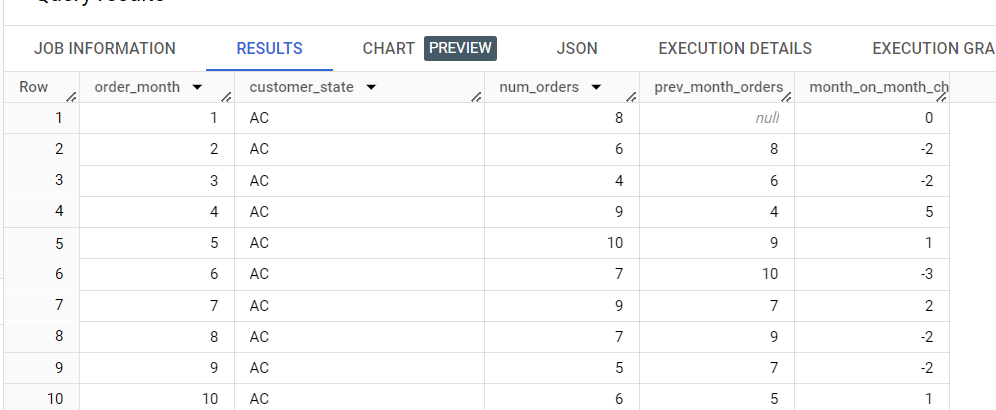 Query results
JOB INFORMATION RESULTS CHART PREVIEW JSON EXECUTION DETAILS EXECUTION GRA
Row order_month customer_state num_orders prev_month_orders month_on_month_ch
1 1 AC 8 null 0
2 2 AC 6 8 -2
3 3 AC 4 6 -2
4 4 AC 9 4 5
5 5 AC 10 9 1
6 6 AC 7 10 -3
7 7 AC 9 7 2
8 8 AC 7 9 -2
9 9 AC 5 7 -2
10 10 AC 6 5 1